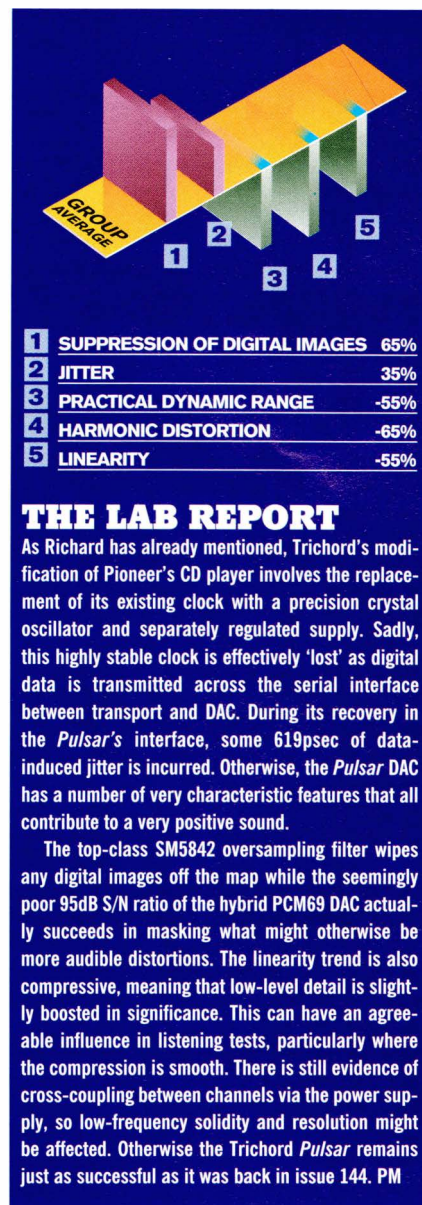 GROUP
AVERAGE
1
2
3
4
5
1 SUPPRESSION OF DIGITAL IMAGES 65%
2 JITTER 35%
3 PRACTICAL DYNAMIC RANGE -55%
4 HARMONIC DISTORTION -65%
5 LINEARITY -55%
THE LAB REPORT
As Richard has already mentioned, Trichord's modi-
fication of Pioneer's CD player involves the replace-
ment of its existing clock with a precision crystal
oscillator and separately regulated supply. Sadly,
this highly stable clock is effectively 'lost' as digital
data is transmitted across the serial interface
between transport and DAC. During its recovery in
the Pulsar's interface, some 619psec of data-
induced jitter is incurred. Otherwise, the Pulsar DAC
has a number of very characteristic features that all
contribute to a very positive sound.
The top-class SM5842 oversampling filter wipes
any digital images off the map while the seemingly
poor 95dB S/N ratio of the hybrid PCM69 DAC actual-
ly succeeds in masking what might otherwise be
more audible distortions. The linearity trend is also
compressive, meaning that low-level detail is slight-
ly boosted in significance. This can have an agree-
able influence in listening tests, particularly where
the compression is smooth. There is still evidence of
cross-coupling between channels via the power sup-
ply, so low-frequency solidity and resolution might
be affected. Otherwise the Trichord Pulsar remains
just as successful as it was back in issue 144. PM